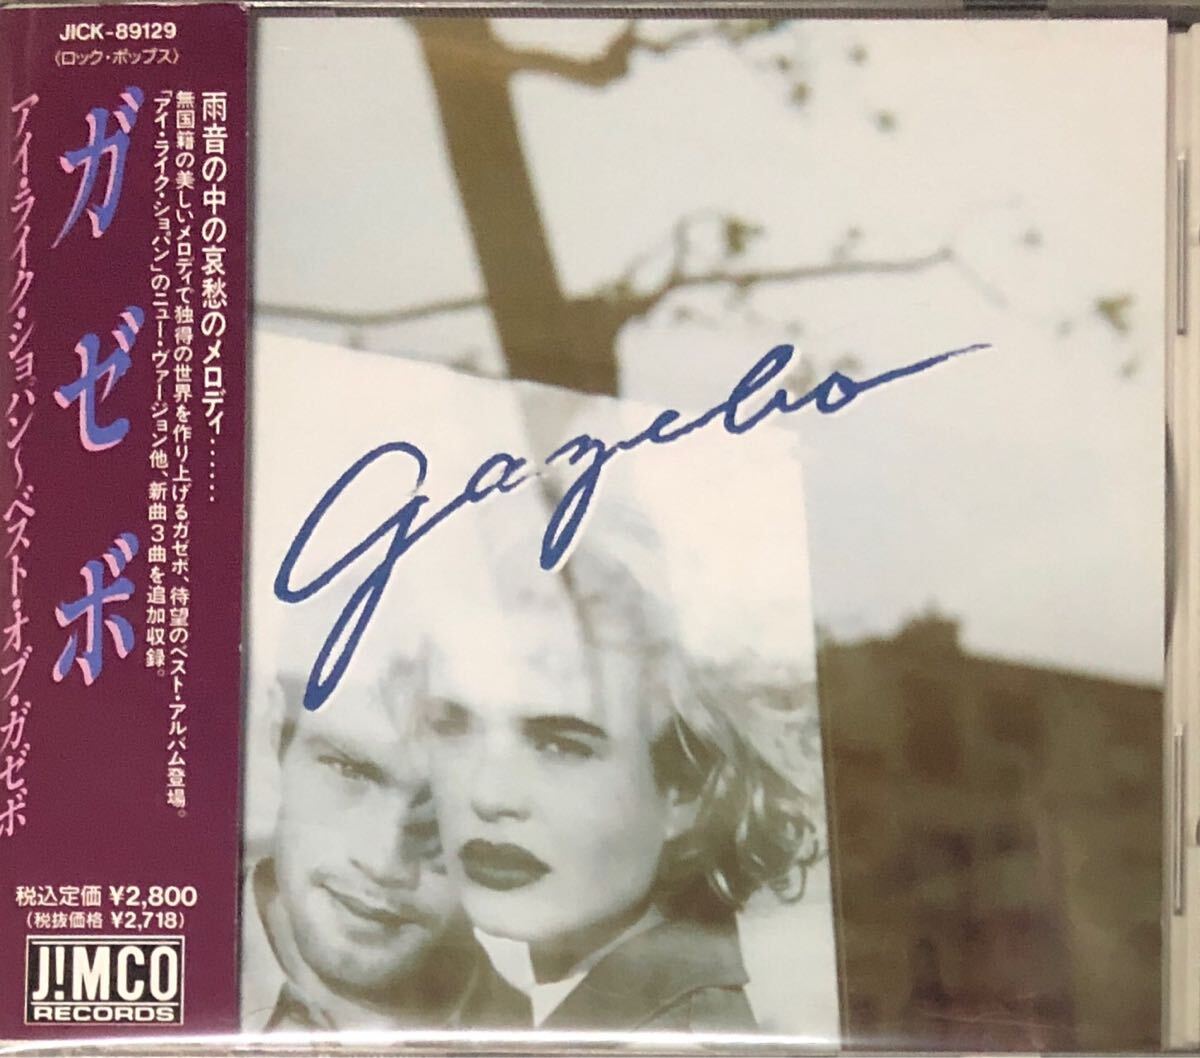 JICK-89129
〈ロック・ポップス〉
ガゼボ
アイ・ライク・ショパン〜ベスト・オブ・ガゼボ
雨音の中の哀愁のメロディ……
無国籍の美しいメロディで独得の世界を作り上げるガゼボ、待望のベスト・アルバム登場。
「アイ・ライク・ショパン」のニュー・ヴァージョン他、新曲3曲を追加収録。
税込定価 ¥2,800
(税抜価格 ¥2,718)
J!MCO
RECORDS
gazebo